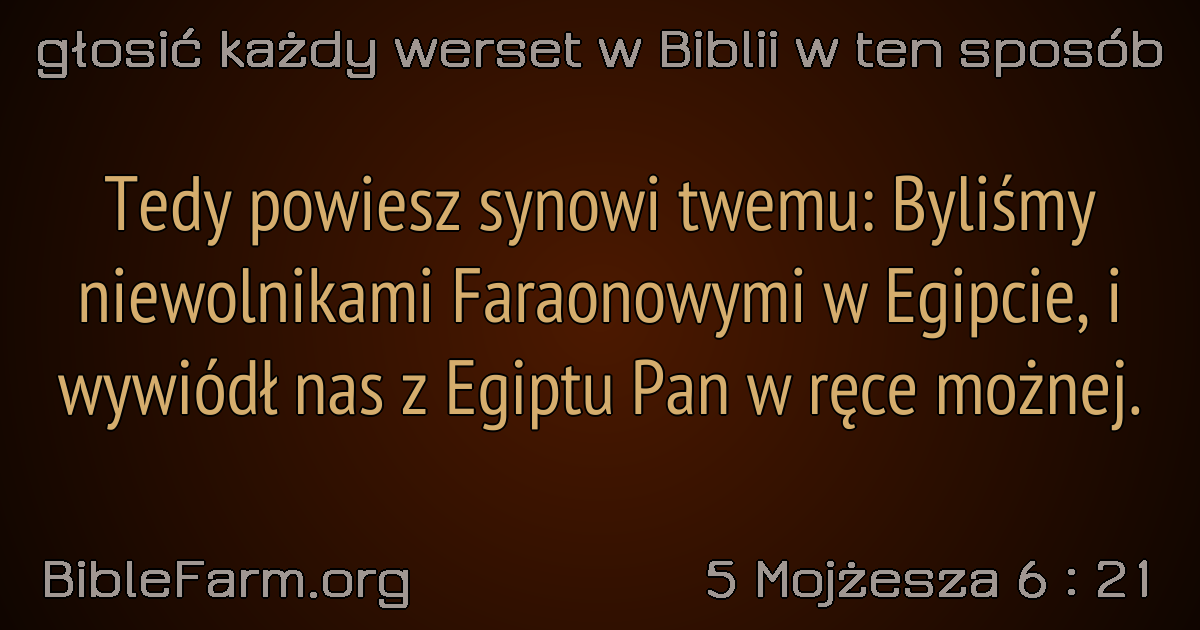 głosić każdy werset w Biblii w ten sposób
Tedy powiesz synowi twemu: Byliśmy
niewolnikami Faraonowymi w Egipcie, i
wywiódł nas z Egiptu Pan w ręce możnej.
BibleFarm.org
5 Mojżesza 6 : 21